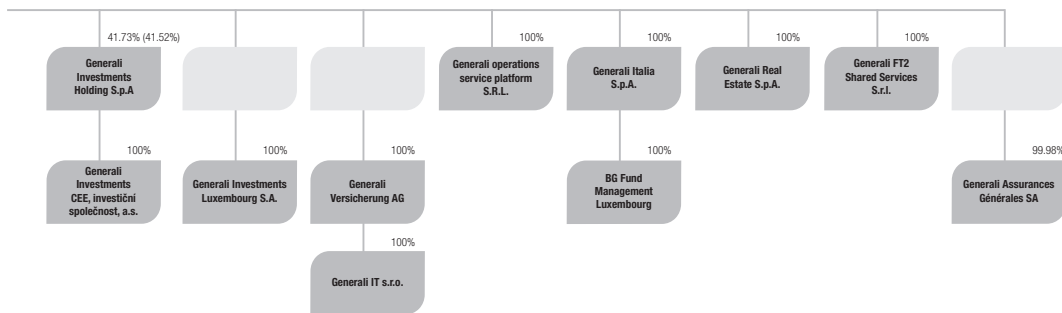 41.73% (41.52%)
Generali
Investments
Holding S.p.A
100%
Generali operations
service platform
S.R.L.
100%
Generali Italia
S.p.A.
100%
Generali Real
Estate S.p.A.
100%
Generali FT2
Shared Services
S.r.l.
100%
Generali
Investments
CEE, investiční
společnost, a.s.
100%
Generali Investments
Luxembourg S.A.
100%
Generali
Versicherung AG
100%
BG Fund
Management
Luxembourg
99.98%
Generali Assurances
Générales SA
100%
Generali IT s.r.o.